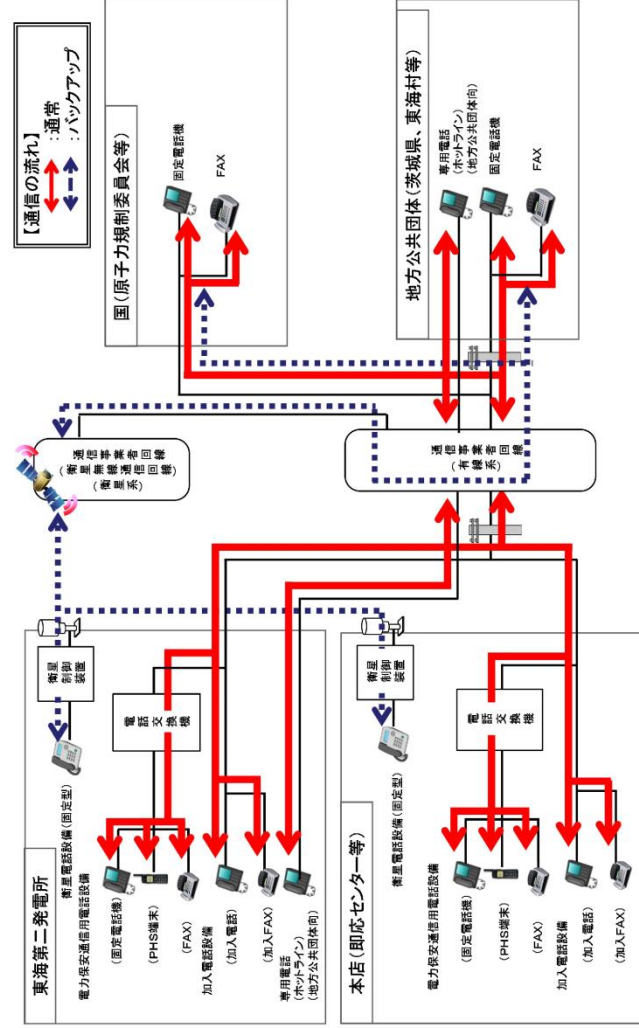 【通信の流れ】
:通常
:バックアップ
東海第二発電所
衛星電話設備(固定型)
衛星
制御
装置
電力保安通信用電話設備
(固定電話機)
(PHS端末)
(FAX)
電話交換機
加入電話設備
(加入電話)
(加入FAX)
専用電話
(ホットライン)
(地方公共団体向)
本店(即応センター等)
衛星電話設備(固定型)
衛星
制御
装置
電力保安通信用電話設備
(固定電話機)
(PHS端末)
(FAX)
電話交換機
加入電話設備
(加入電話)
(加入FAX)
通信事業者回線
(衛星無線通信回線)
(衛星系)
通信事業者回線
(有線系)
国(原子力規制委員会等)
固定電話機
FAX
地方公共団体(茨城県、東海村等)
専用電話
(ホットライン)
(地方公共団体向)
固定電話機
FAX